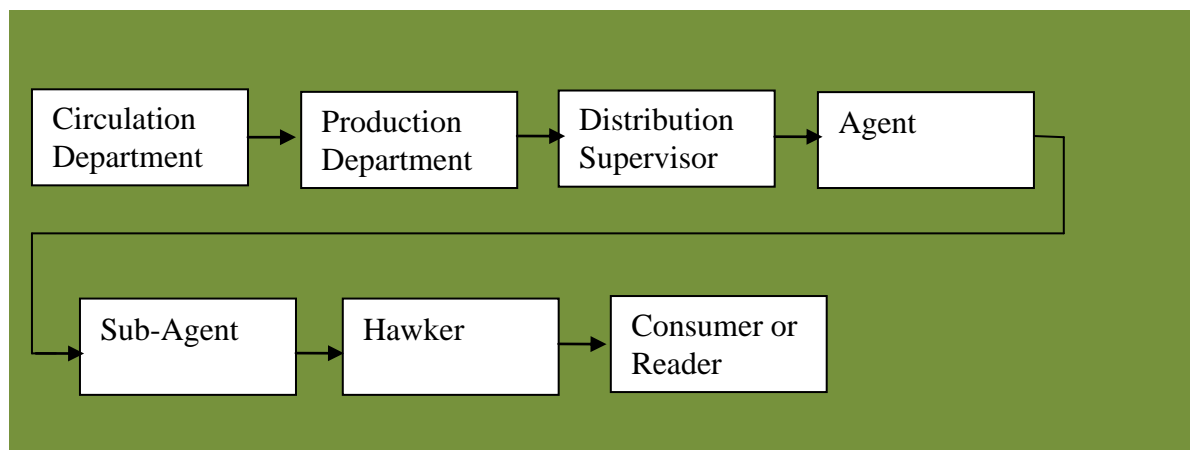 Circulation
Department
Production
Department
Distribution
Supervisor
Agent
Sub-Agent
Hawker
Consumer or
Reader